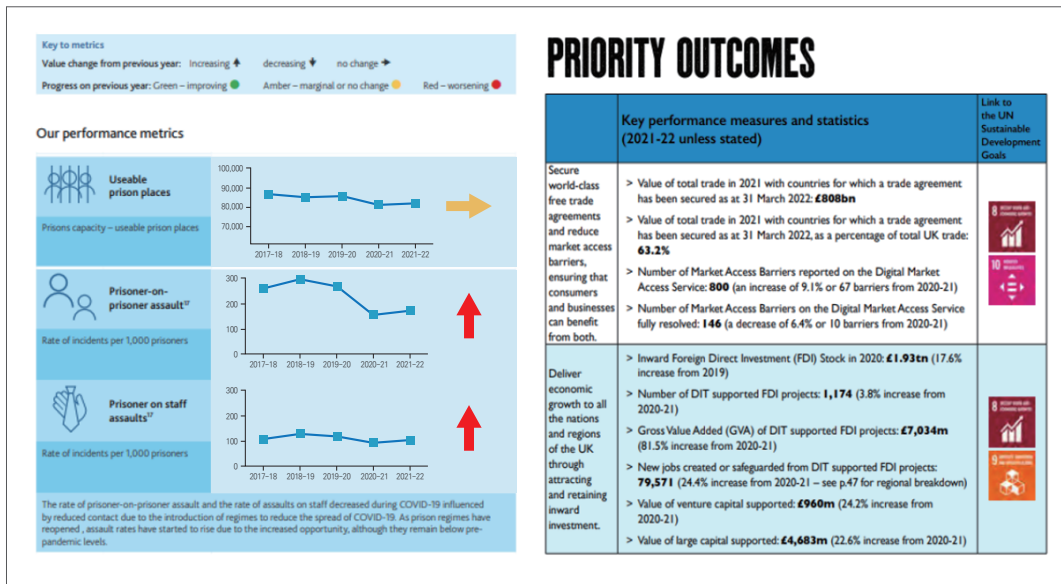 Key to metrics
Value change from previous year: Increasing decreasing no change
Progress on previous year: Green – improving Amber – marginal or no change Red – worsening
Our performance metrics
Useable
prison places
Prisons capacity – useable prison places
100,000
90,000
80,000
70,000
2017–18 2018–19 2019–20 2020–21 2021–22
Prisoner-on-
prisoner assault³⁷
Rate of incidents per 1,000 prisoners
300
200
100
0
2017–18 2018–19 2019–20 2020–21 2021–22
Prisoner on staff
assaults³⁷
Rate of incidents per 1,000 prisoners
300
200
100
0
2017–18 2018–19 2019–20 2020–21 2021–22
The rate of prisoner-on-prisoner assault and the rate of assaults on staff decreased during COVID-19 influenced
by reduced contact due to the introduction of regimes to reduce the spread of COVID-19. As prison regimes have
reopened , assault rates have started to rise due to the increased opportunity, although they remain below pre-
pandemic levels.
PRIORITY OUTCOMES
Key performance measures and statistics
(2021-22 unless stated)
Link to
the UN
Sustainable
Development
Goals
Secure
world-class
free trade
agreements
and reduce
market access
barriers,
ensuring that
consumers
and businesses
can benefit
from both.
> Value of total trade in 2021 with countries for which a trade agreement
has been secured as at 31 March 2022: £808bn
> Value of total trade in 2021 with countries for which a trade agreement
has been secured as at 31 March 2022, as a percentage of total UK trade:
63.2%
> Number of Market Access Barriers reported on the Digital Market
Access Service: 800 (an increase of 9.1% or 67 barriers from 2020-21)
> Number of Market Access Barriers on the Digital Market Access Service
fully resolved: 146 (a decrease of 6.4% or 10 barriers from 2020-21)
8
10
Deliver
economic
growth to all
the nations
and regions
of the UK
through
attracting
and retaining
inward
investment.
> Inward Foreign Direct Investment (FDI) Stock in 2020: £1.93tn (17.6%
increase from 2019)
> Number of DIT supported FDI projects: 1,174 (3.8% increase from
2020-21)
> Gross Value Added (GVA) of DIT supported FDI projects: £7,034m
(81.5% increase from 2020-21)
> New jobs created or safeguarded from DIT supported FDI projects:
79,571 (24.4% increase from 2020-21 – see p.47 for regional breakdown)
> Value of venture capital supported: £960m (24.2% increase from
2020-21)
> Value of large capital supported: £4,683m (22.6% increase from 2020-21)
8
9